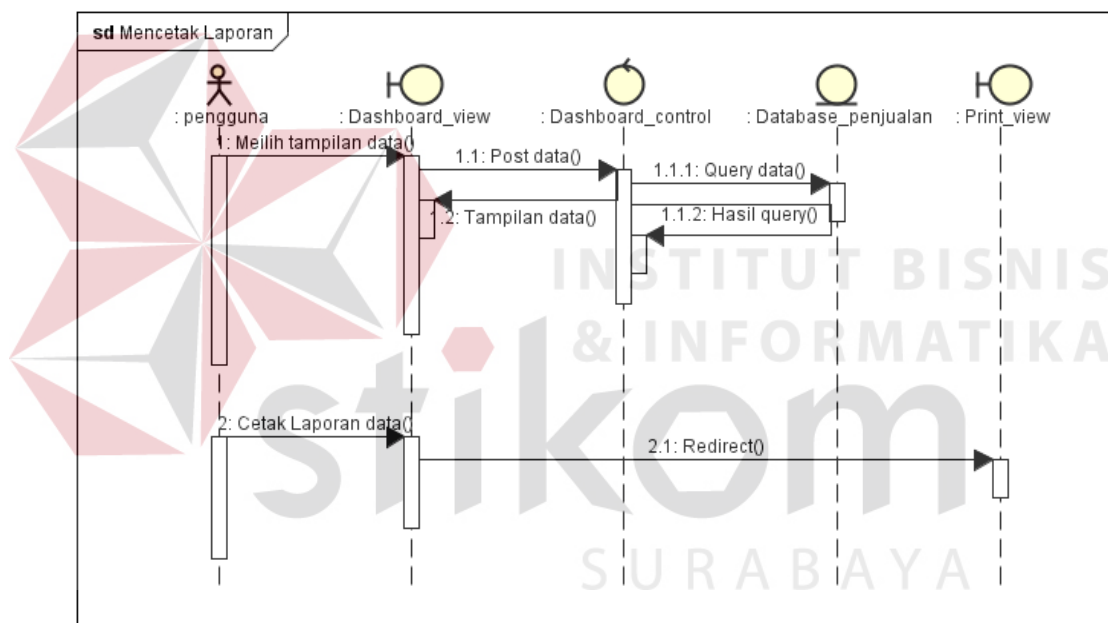 sd Mencetak Laporan
: pengguna
: Dashboard_view
: Dashboard_control
: Database_penjualan
: Print_view
1: Meilih tampilan data()
1.1: Post data()
1.1.1: Query data()
1.2: Tampilan data()
1.1.2: Hasil query()
INSTITUT BISNIS
& INFORMATIKA
stikom
2: Cetak Laporan data()
2.1: Redirect()
SURABAYA